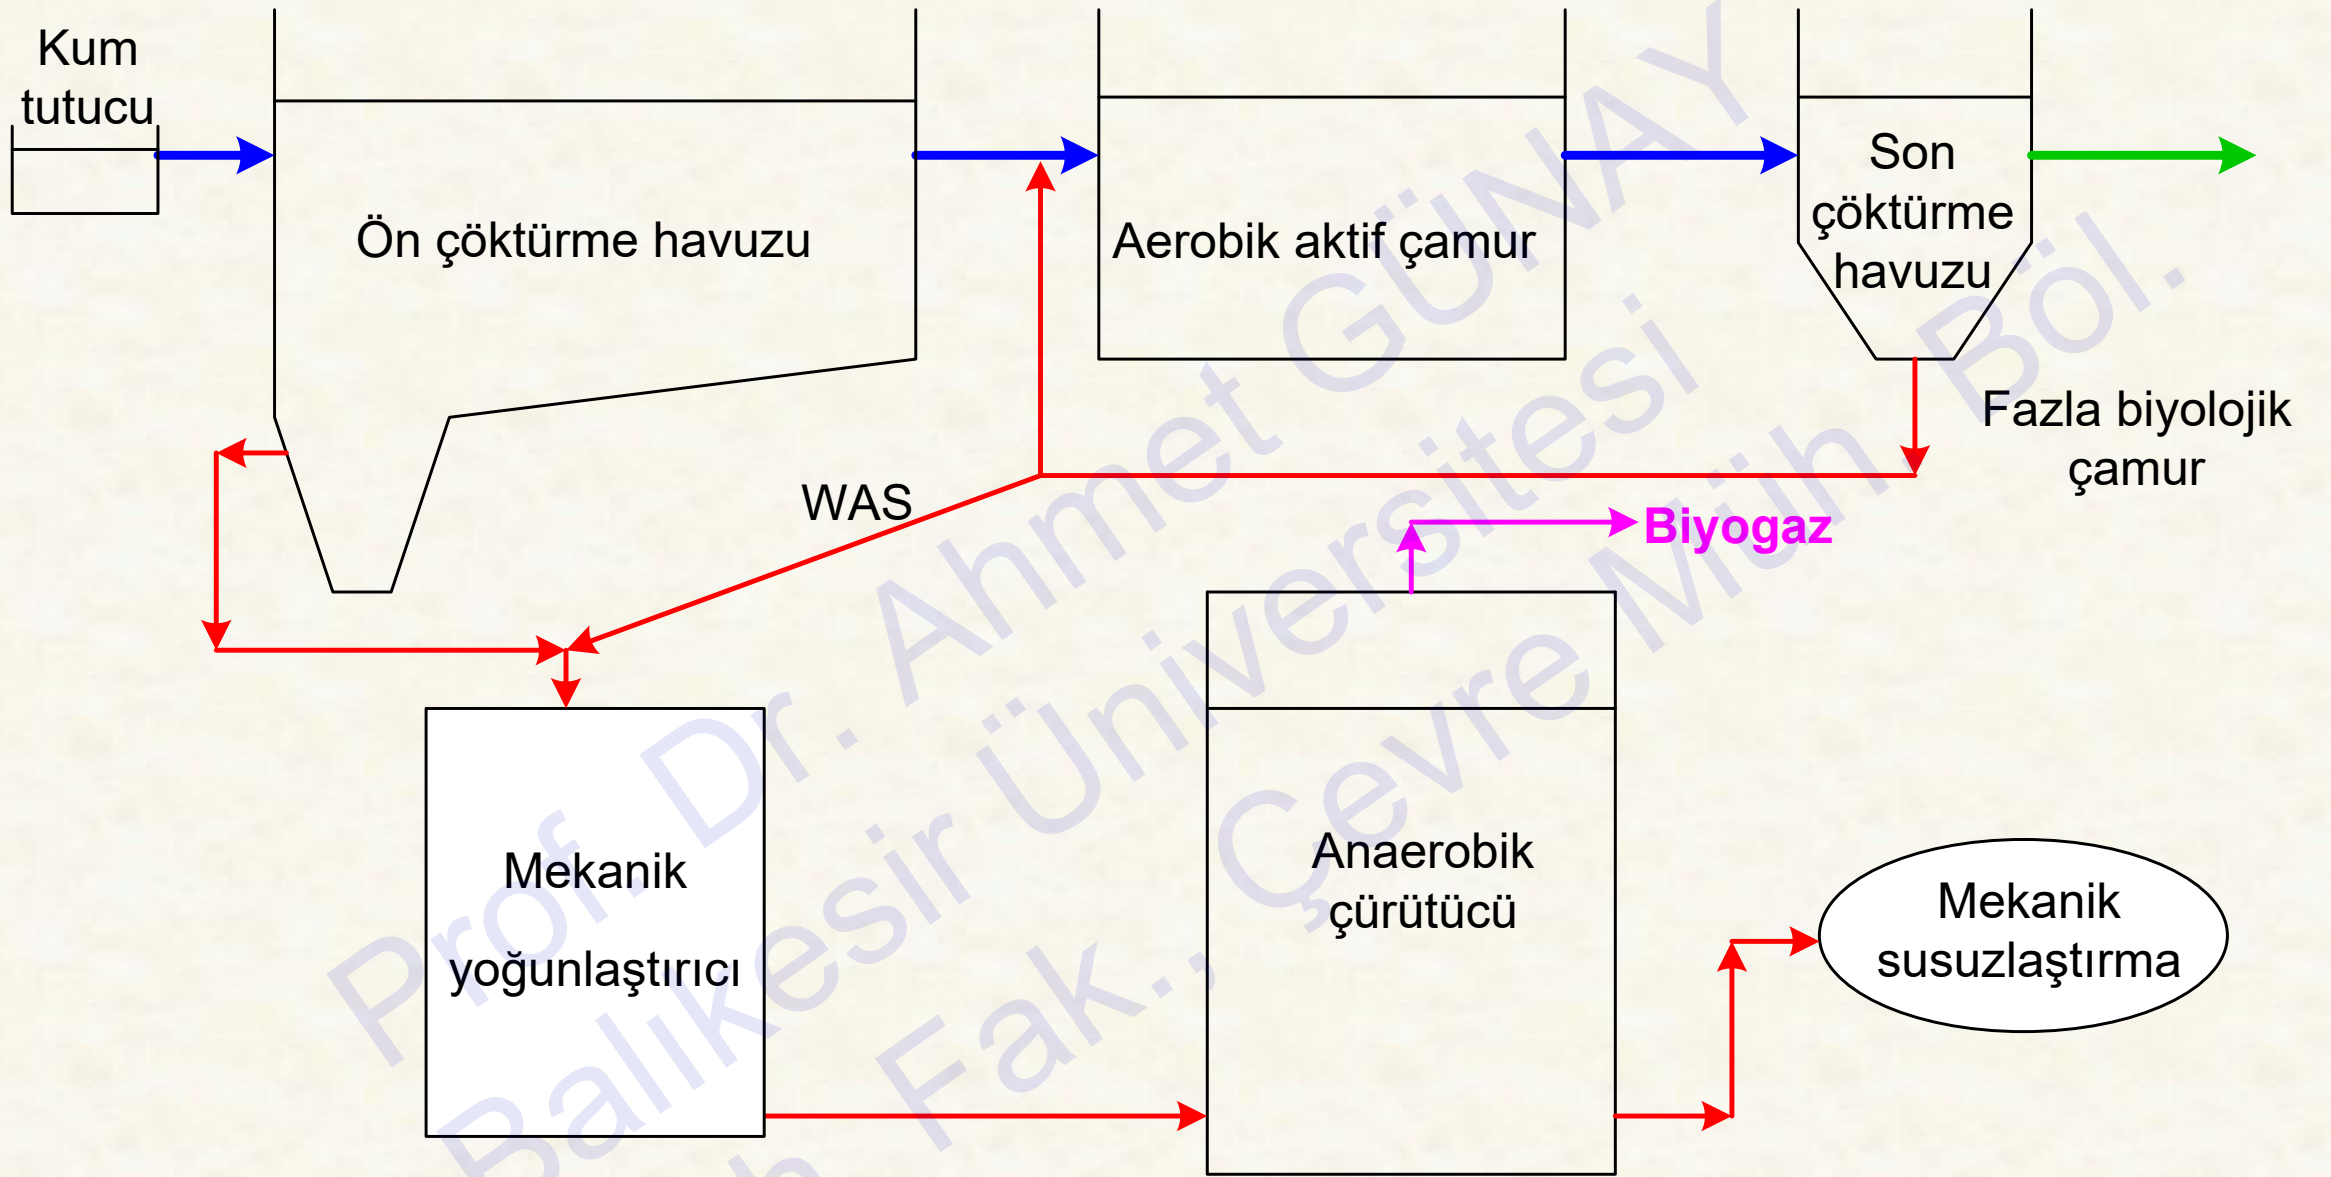 Kum
tutucu
Ön çöktürme havuzu
Aerobik aktif çamur
Son
çöktürme
havuzu
Fazla biyolojik
çamur
WAS
Biyogaz
Mekanik
yoğunlaştırıcı
Anaerobik
çürütücü
Mekanik
susuzlaştırma
Prof. Dr. Ahmet GÜNAY
Balıkesir Üniversitesi
Fak., Çevre Müh Böl.